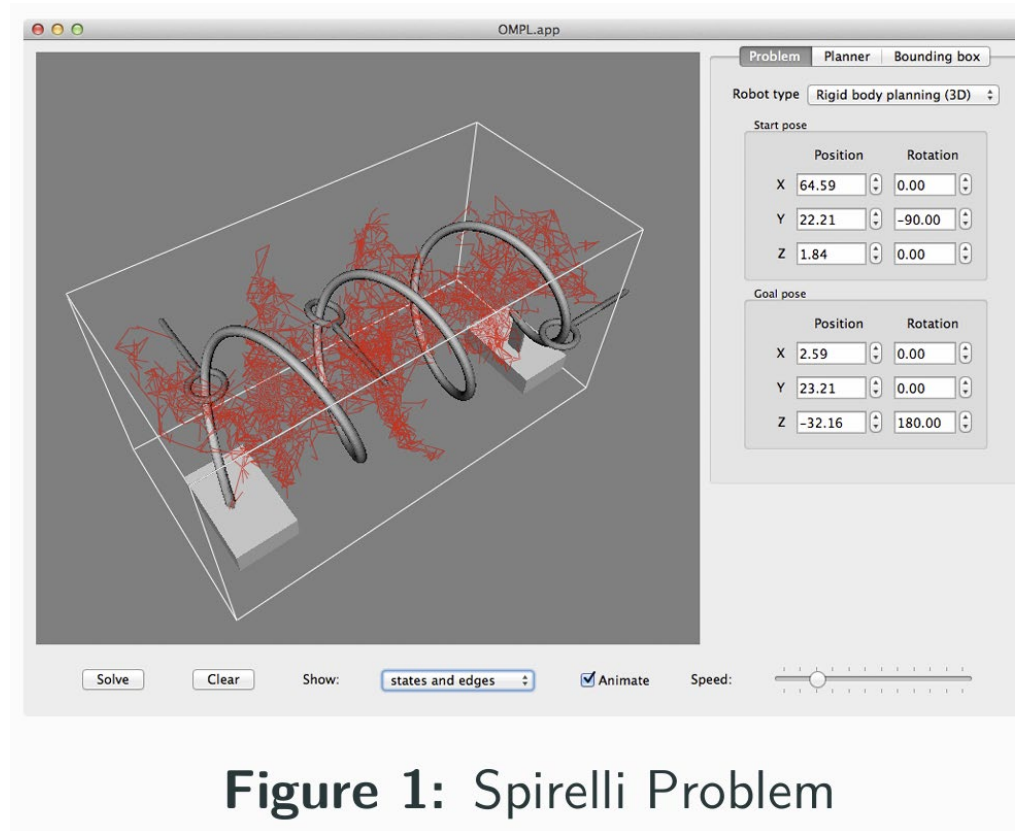 OMPL.app
Problem Planner Bounding box
Robot type Rigid body planning (3D)
Start pose
Position Rotation
X 64.59 0.00
Y 22.21 -90.00
Z 1.84 0.00
Goal pose
Position Rotation
X 2.59 0.00
Y 23.21 0.00
Z -32.16 180.00
Solve Clear Show: states and edges Animate Speed:
Figure 1: Spirelli Problem